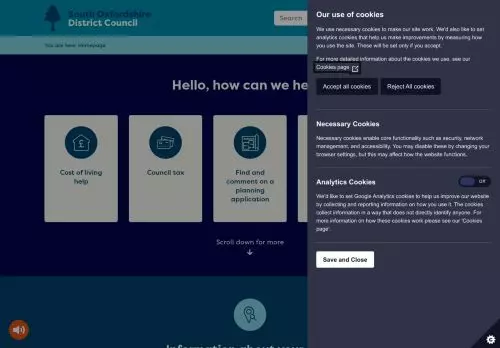 South Oxfordshire
District Council
Search
You are here: Homepage
Hello, how can we he
Cost of living
help
Council tax
Find and
comment on a
planning
application
Scroll down for more
Information about your
Our use of cookies
We use necessary cookies to make our site work. We'd also like to set
analytics cookies that help us make improvements by measuring how
you use the site. These will be set only if you accept.
For more detailed information about the cookies we use, see our
Cookies page
Accept all cookies
Reject All cookies
Necessary Cookies
Necessary cookies enable core functionality such as security, network
management, and accessibility. You may disable these by changing your
browser settings, but this may affect how the website functions.
Analytics Cookies
Off
We'd like to set Google Analytics cookies to help us improve our website
by collecting and reporting information on how you use it. The cookies
collect information in a way that does not directly identify anyone. For
more information on how these cookies work please see our 'Cookies
page'.
Save and Close